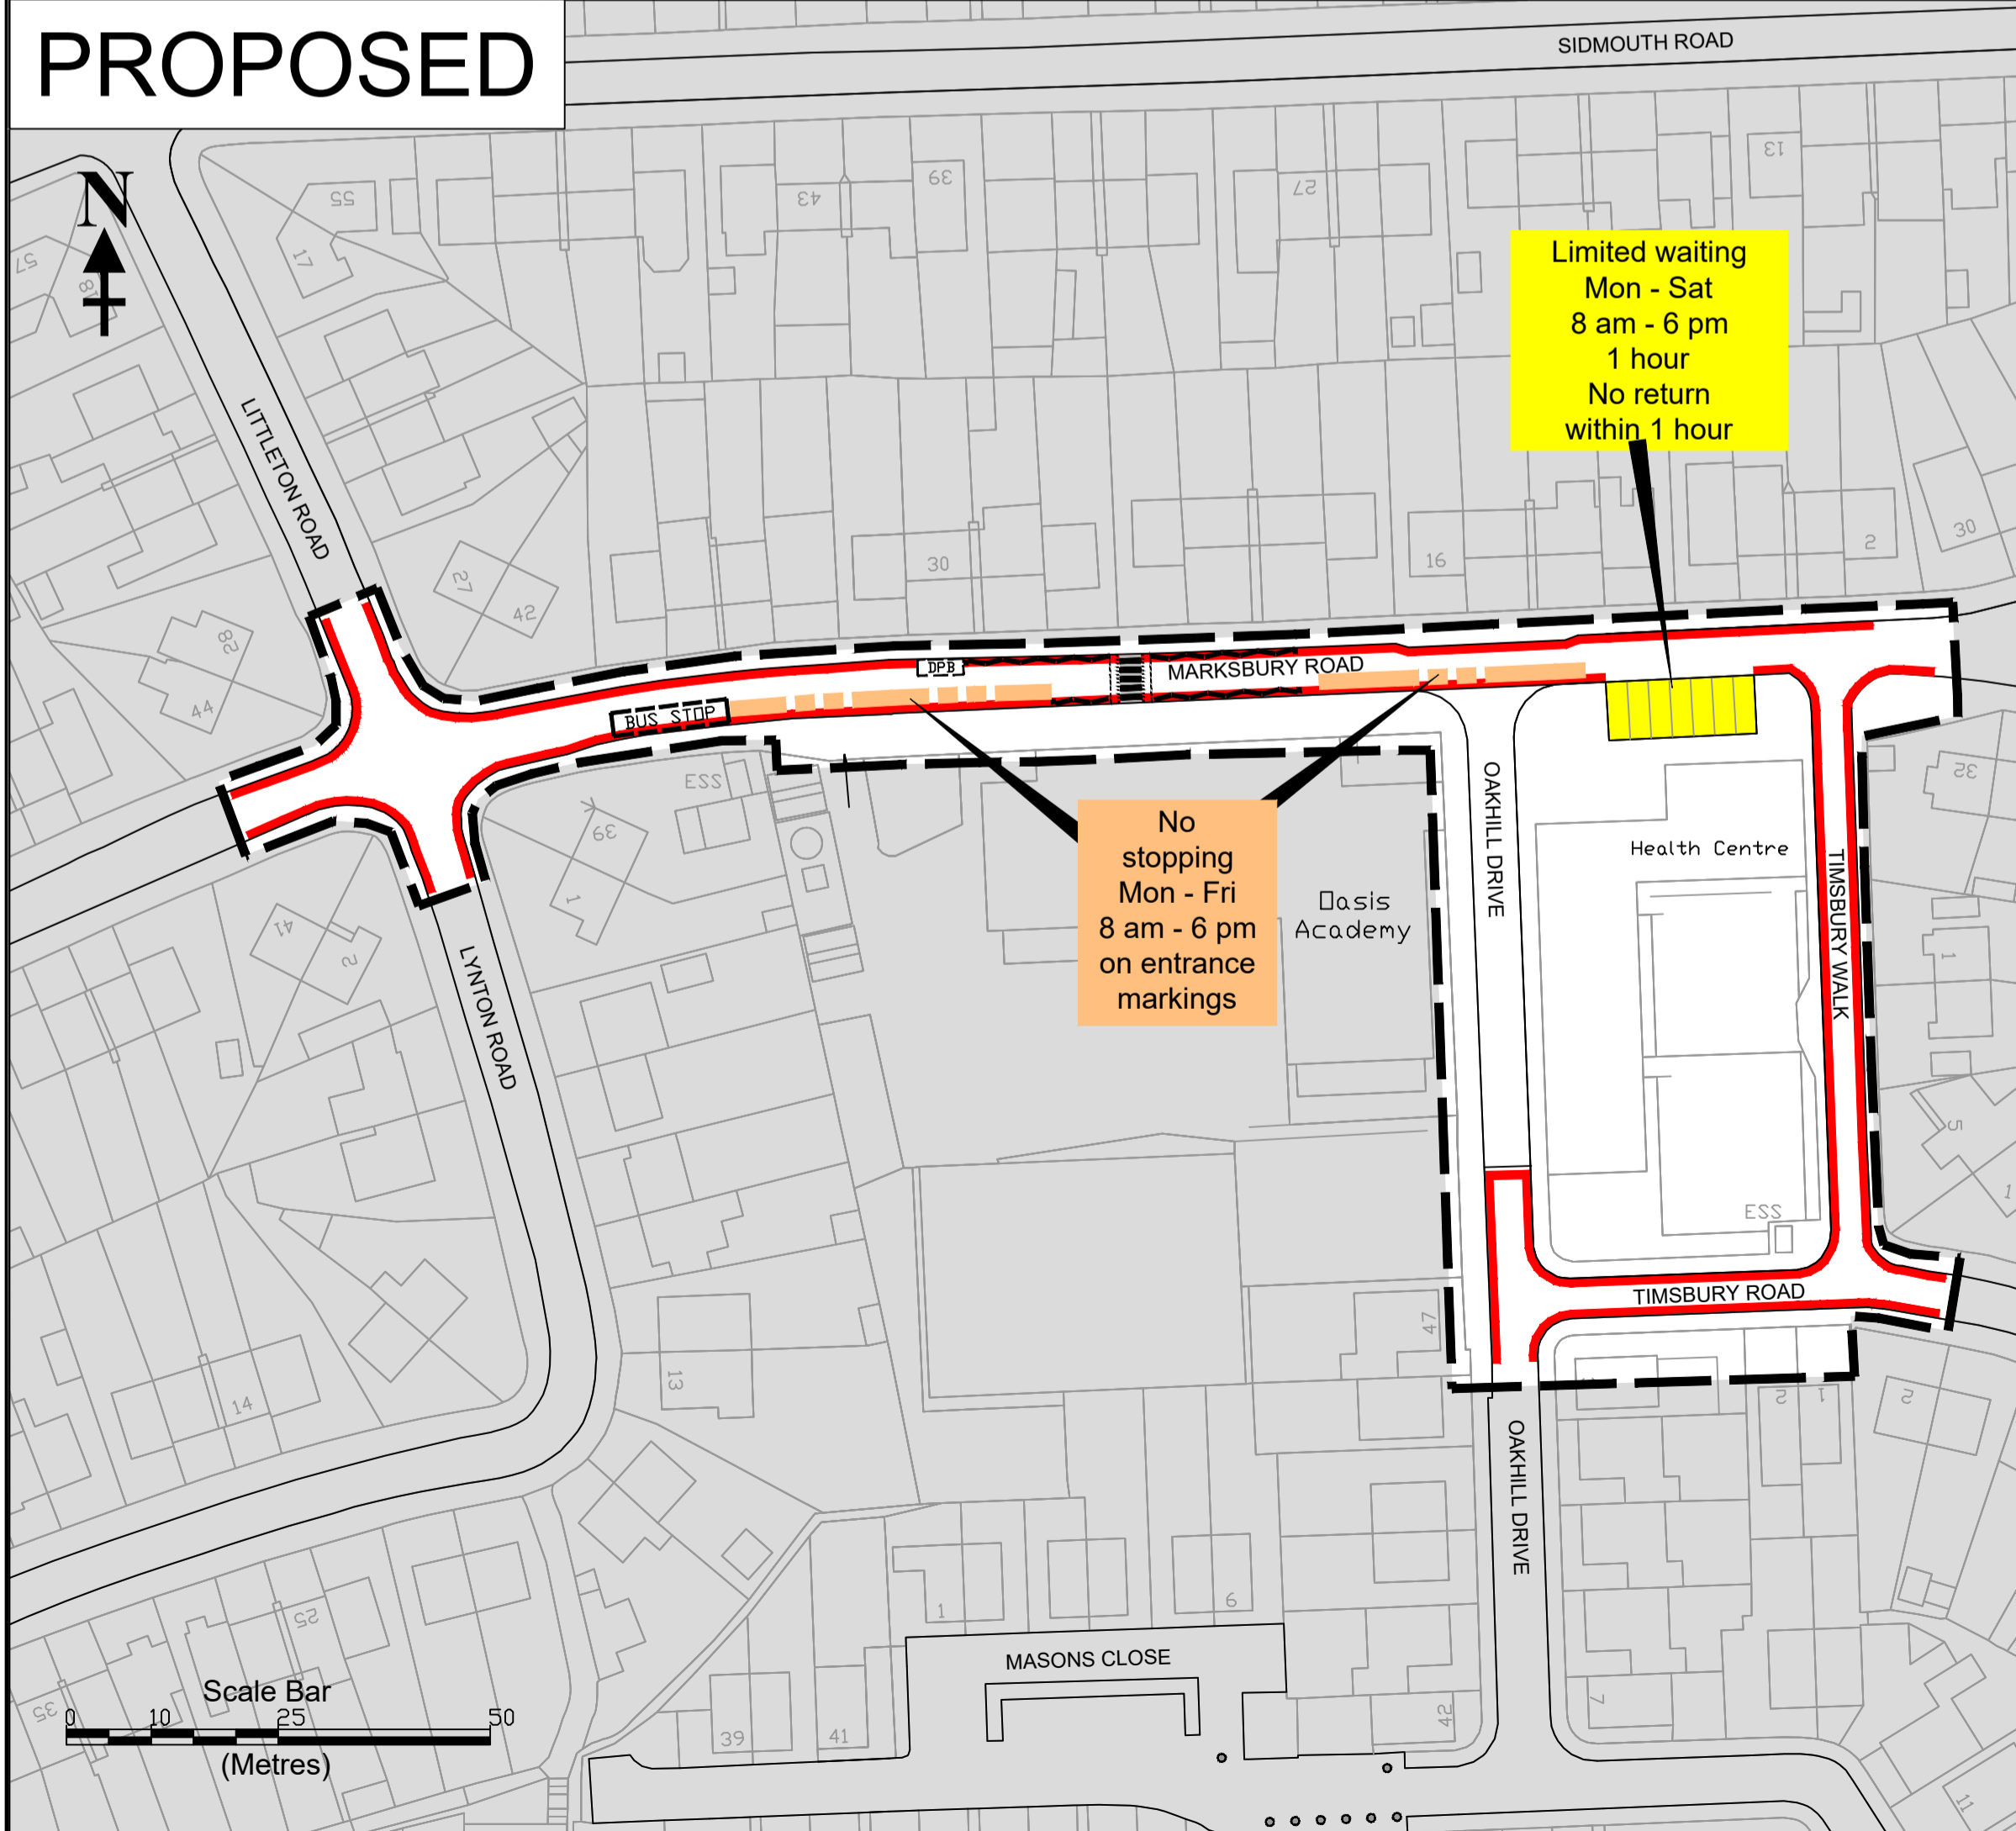 PROPOSED
SIDMOUTH ROAD
N
55
17
43
39
27
13
57
18
Limited waiting
Mon - Sat
8 am - 6 pm
1 hour
No return
within 1 hour
LITTLETON ROAD
27
42
30
16
2
30
28
44
DPB
MARKSBURY ROAD
BUS STOP
ESS
39
1
OAKHILL DRIVE
32
No
stopping
Mon - Fri
8 am - 6 pm
on entrance
markings
Oasis
Academy
Health Centre
TIMSBURY WALK
41
2
LYNTON ROAD
1
5
1
ESS
TIMSBURY ROAD
47
13
14
2
1
2
OAKHILL DRIVE
1
6
25
MASONS CLOSE
35
39
41
42
7
11
Scale Bar
0 10 25 50
(Metres)